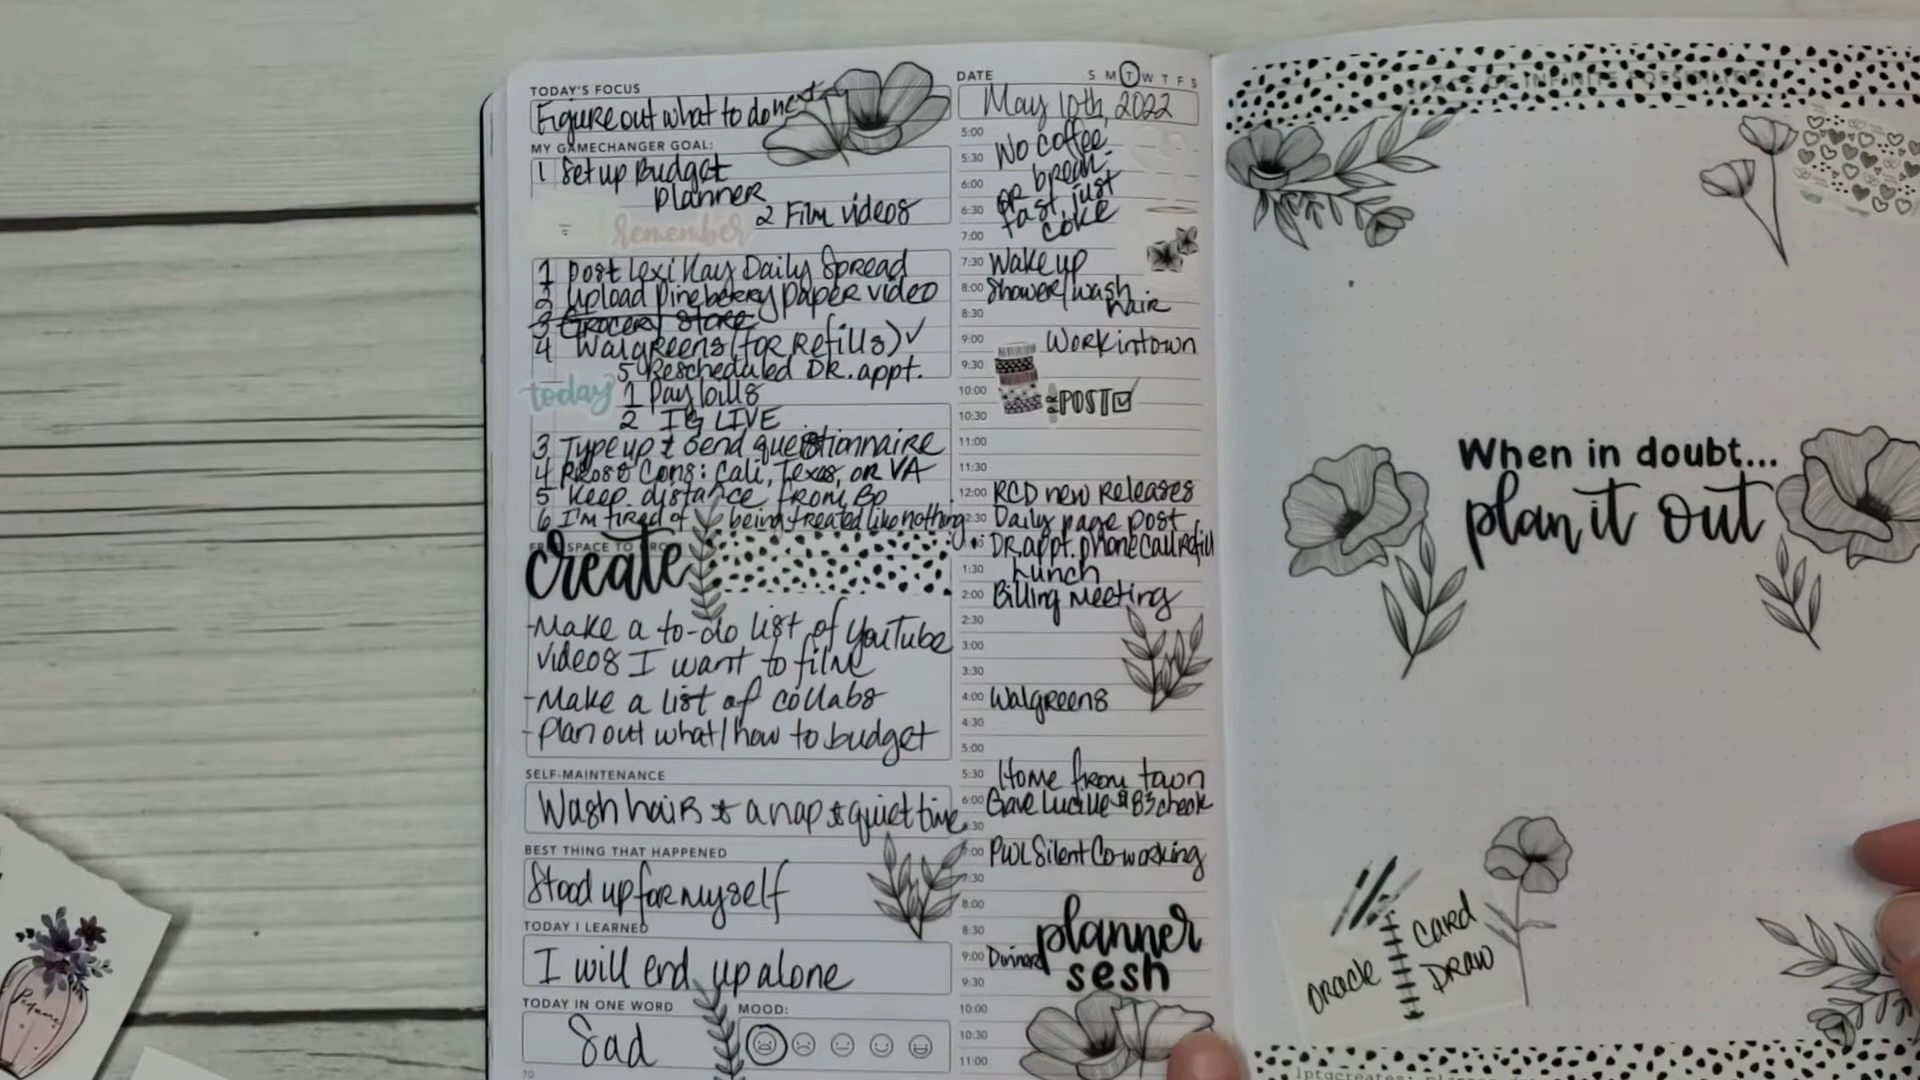 TODAY'S FOCUS
Figure out what to do next
MY GAMECHANGER GOAL:
1 Set up Budget
Planner
2 Film videos
remember
1 Post Lexi Kay Daily Spread
2 Upload Pineberry Paper video
3 Grocery Store
4 Walgreens (for Refills) ✓
5 Rescheduled DR. appt.
today
1 Pay bills
2 IG LIVE
3 Type up & Send questionnaire
4 Pros & Cons: Cali, Texas, or VA
5 Keep distance from Bo
6 I'm tired of being treated like nothing.
FREE SPACE TO
create
-Make a to-do list of YouTube
videos I want to film
-Make a list of collabs
-Plan out what/how to budget
SELF-MAINTENANCE
Wash hair & a nap & quiet time
BEST THING THAT HAPPENED
Stood up for myself
TODAY I LEARNED
I will end up alone
TODAY IN ONE WORD
Sad
MOOD:
70
DATE
S M T W T F S
May 10th, 2022
5:00 No coffee
5:30 or break-
6:00 fast, just
6:30 coke
7:00
7:30 Wake up
8:00 Shower/wash
hair
8:30
9:00 Work in town
9:30
10:00 POST
10:30
11:00
11:30
12:00 RCD new Releases
2:30 Daily page post
DR. appt. phone call Refill
1:30 Lunch
2:00 Billing Meeting
2:30
3:00
3:30
4:00 Walgreens
4:30
5:00
5:30 Home from town
6:00 Gave Lucille $83 check
:30
7:00 PWL Silent Co-working
7:30
8:00
planner
8:30
9:00 Dinner
sesh
9:30
10:00
10:30
11:00
SPACE OF INFINITE POSSIBILITY
When in doubt...
plan it out
Oracle
Card
Draw